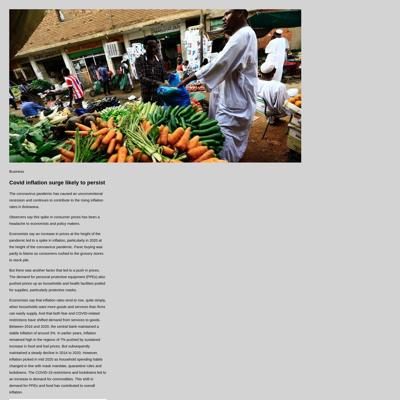 Business
Covid inflation surge likely to persist
The coronavirus pandemic has caused an unconventional
recession and continues to contribute to the rising inflation
rates in Botswana.
Observers say this spike in consumer prices has been a
headache to economists and policy makers.
Economists say an increase in prices at the height of the
pandemic led to a spike in inflation, particularly in 2020 at
the height of the coronavirus pandemic. Panic buying was
partly to blame as consumers rushed to the grocery stores
to stock-pile.
But there was another factor that led to a push in prices.
The demand for personal protective equipment (PPEs) also
pushed prices up as households and health facilities jostled
for supplies, particularly protective masks.
Economists say that inflation rates tend to rise, quite simply,
when households want more goods and services than firms
can easily supply. And that both fear and COVID-related
restrictions have shifted demand from services to goods.
Between 2016 and 2020, the central bank maintained a
stable inflation of around 3%. In earlier years, inflation
remained high in the regions of 7% pushed by sustained
increase in food and fuel prices. But subsequently
maintained a steady decline in 2014 to 2020. However,
inflation picked in mid 2020 as household spending habits
changed in line with mask mandate, quarantine rules and
lockdowns. The COVID-19 restrictions and lockdowns led to
an increase in demand for commodities. This shift in
demand for PPEs and food has contributed to overall
inflation.